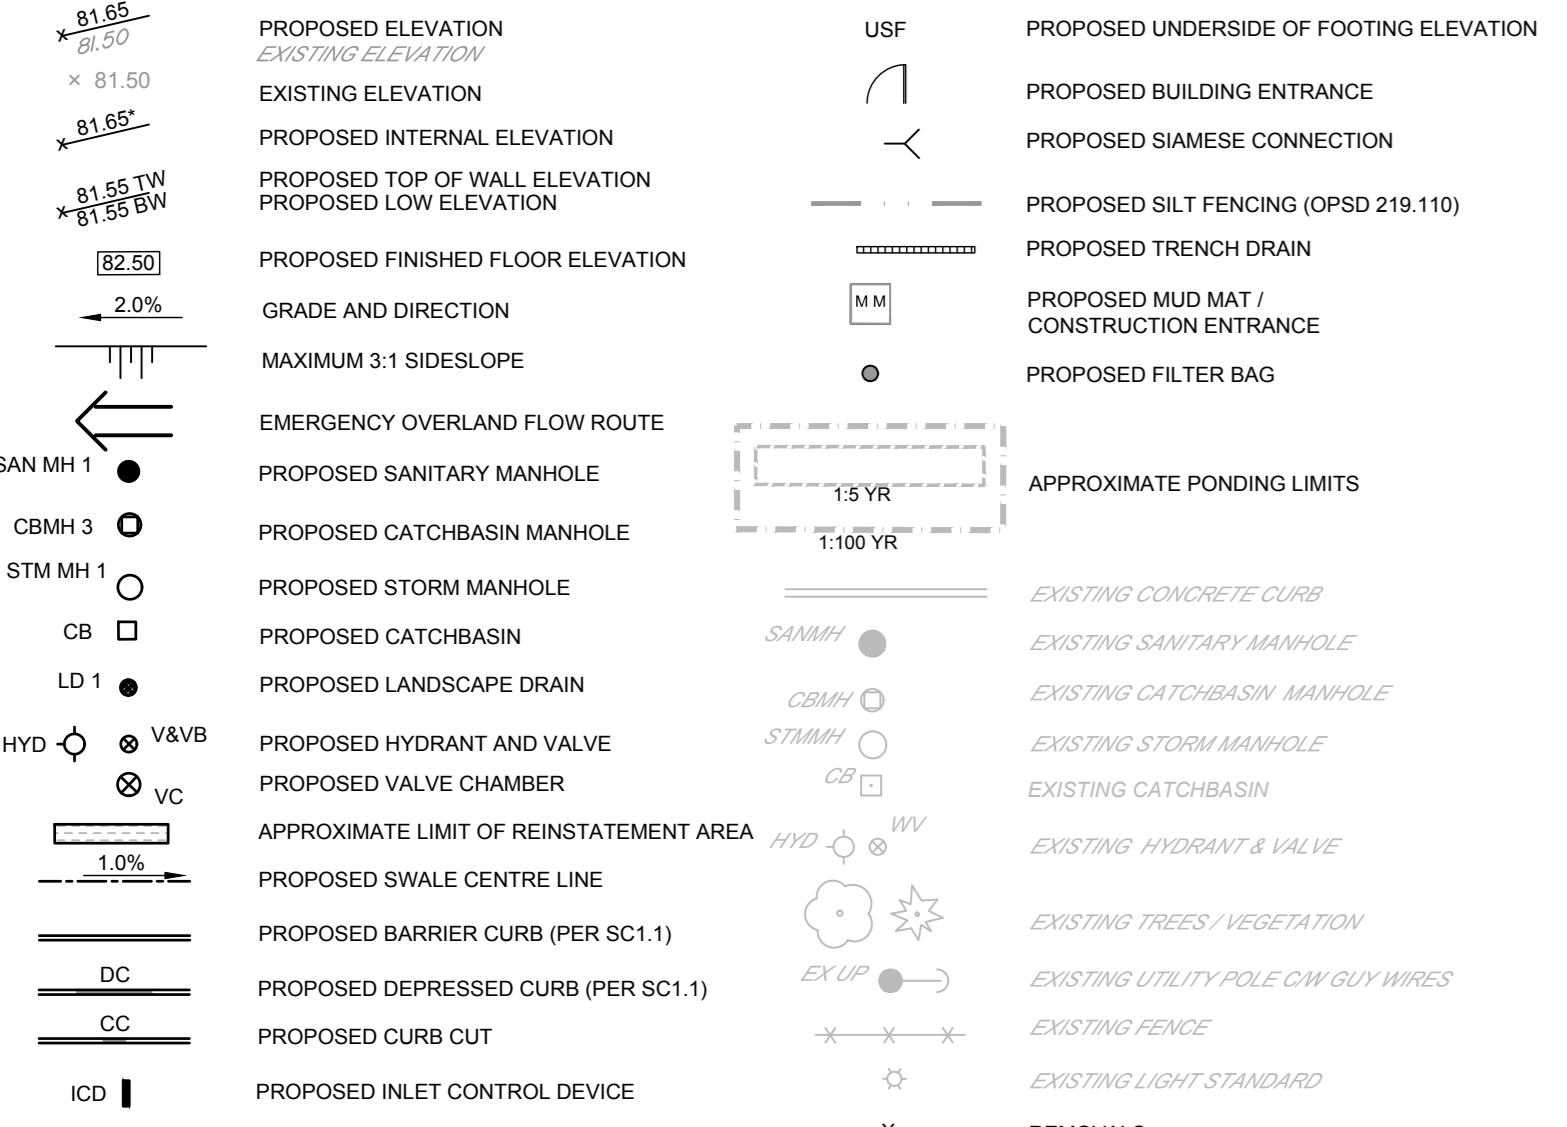 81.65
81.50
PROPOSED ELEVATION
EXISTING ELEVATION
× 81.50
EXISTING ELEVATION
81.65*
PROPOSED INTERNAL ELEVATION
81.55 TW
81.55 BW
PROPOSED TOP OF WALL ELEVATION
PROPOSED LOW ELEVATION
82.50
PROPOSED FINISHED FLOOR ELEVATION
2.0%
GRADE AND DIRECTION
MAXIMUM 3:1 SIDESLOPE
EMERGENCY OVERLAND FLOW ROUTE
SAN MH 1
PROPOSED SANITARY MANHOLE
CBMH 3
PROPOSED CATCHBASIN MANHOLE
STM MH 1
PROPOSED STORM MANHOLE
CB
PROPOSED CATCHBASIN
LD 1
PROPOSED LANDSCAPE DRAIN
HYD
V&VB
PROPOSED HYDRANT AND VALVE
VC
PROPOSED VALVE CHAMBER
APPROXIMATE LIMIT OF REINSTATEMENT AREA
1.0%
PROPOSED SWALE CENTRE LINE
PROPOSED BARRIER CURB (PER SC1.1)
DC
PROPOSED DEPRESSED CURB (PER SC1.1)
CC
PROPOSED CURB CUT
ICD
PROPOSED INLET CONTROL DEVICE
USF
PROPOSED UNDERSIDE OF FOOTING ELEVATION
PROPOSED BUILDING ENTRANCE
PROPOSED SIAMESE CONNECTION
PROPOSED SILT FENCING (OPSD 219.110)
PROPOSED TRENCH DRAIN
M M
PROPOSED MUD MAT /
CONSTRUCTION ENTRANCE
PROPOSED FILTER BAG
1:5 YR
1:100 YR
APPROXIMATE PONDING LIMITS
EXISTING CONCRETE CURB
SANMH
EXISTING SANITARY MANHOLE
CBMH
EXISTING CATCHBASIN MANHOLE
STMMH
EXISTING STORM MANHOLE
CB
EXISTING CATCHBASIN
HYD
WV
EXISTING HYDRANT & VALVE
EXISTING TREES / VEGETATION
EX UP
EXISTING UTILITY POLE C/W GUY WIRES
EXISTING FENCE
EXISTING LIGHT STANDARD